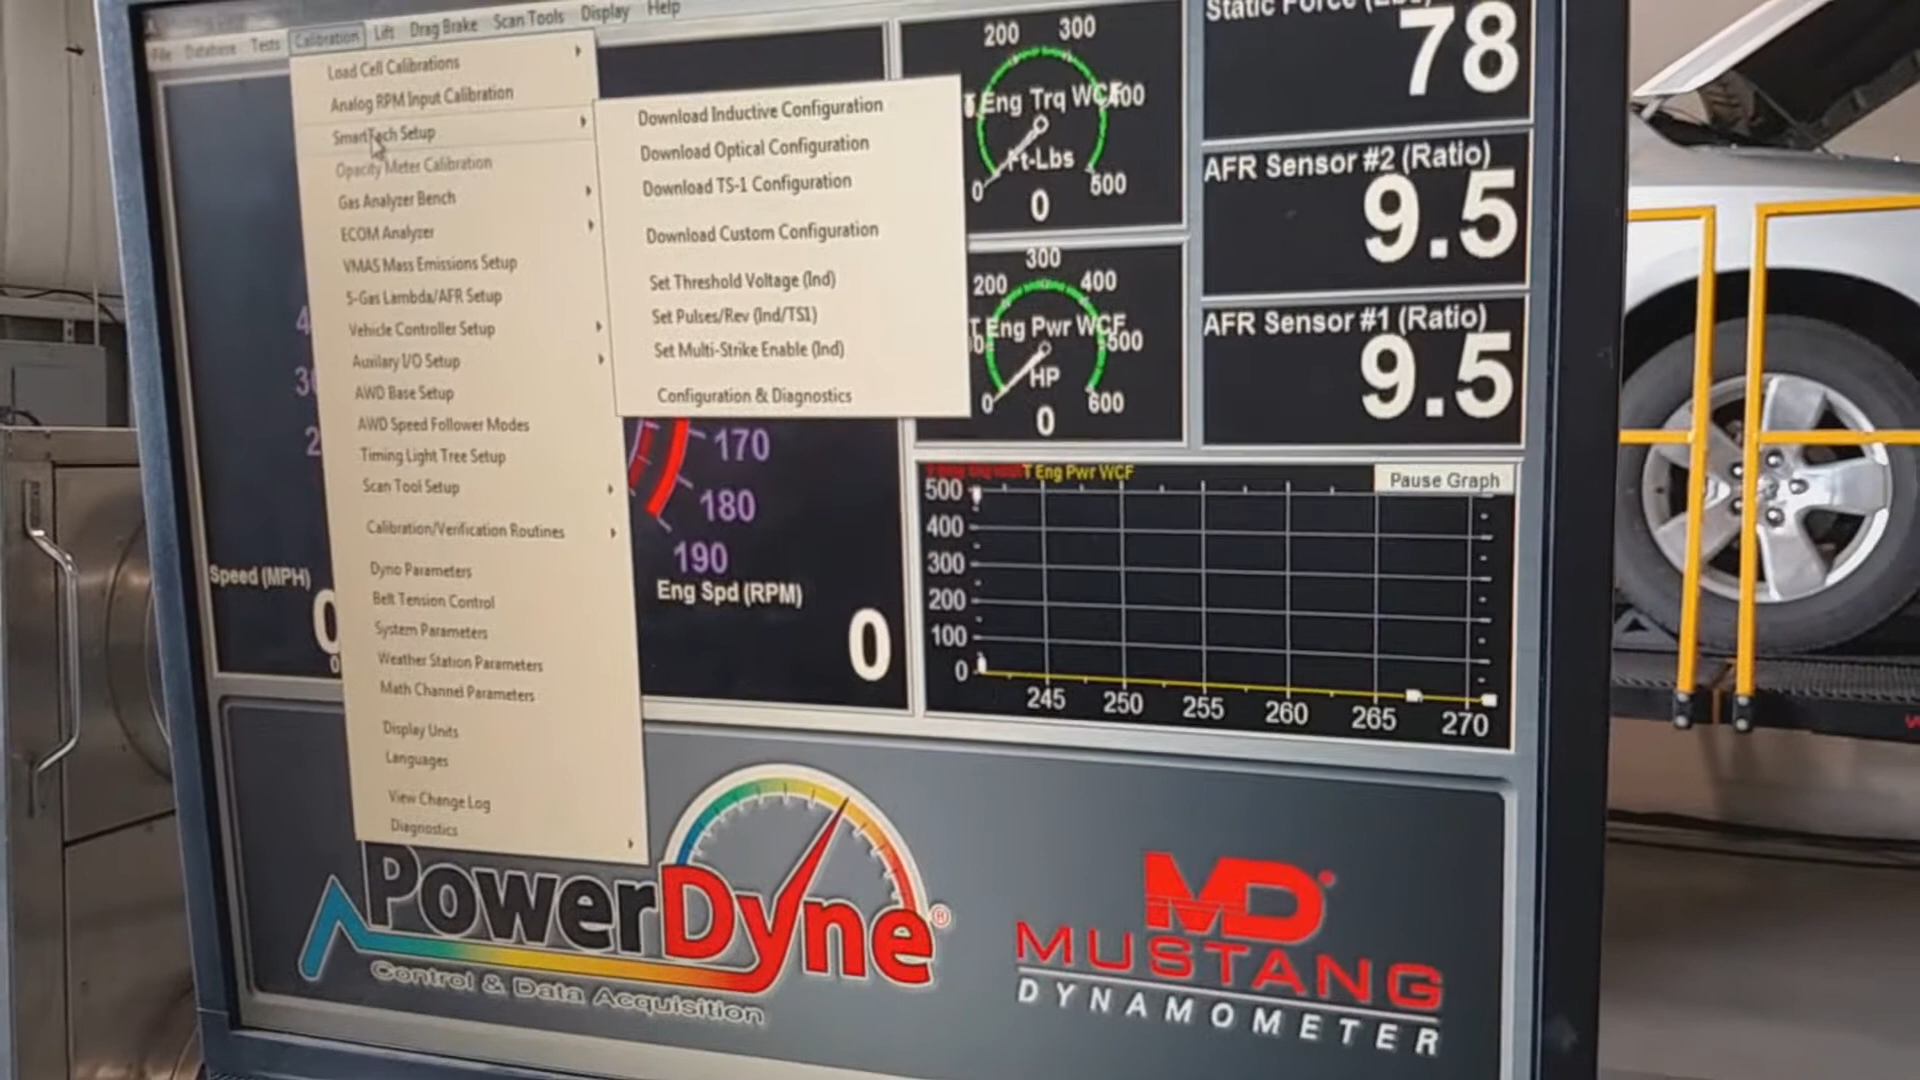 File Database Tests Calibration Lift Drag Brake Scan Tools Display Help
Load Cell Calibrations
Analog RPM Input Calibration
SmartTach Setup
Opacity Meter Calibration
Gas Analyzer Bench
ECOM Analyzer
VMAS Mass Emissions Setup
5-Gas Lambda/AFR Setup
Vehicle Controller Setup
Auxilary I/O Setup
AWD Base Setup
AWD Speed Follower Modes
Timing Light Tree Setup
Scan Tool Setup
Calibration/Verification Routines
Dyno Parameters
Belt Tension Control
System Parameters
Weather Station Parameters
Math Channel Parameters
Display Units
Languages
View Change Log
Diagnostics
Download Inductive Configuration
Download Optical Configuration
Download TS-1 Configuration
Download Custom Configuration
Set Threshold Voltage (Ind)
Set Pulses/Rev (Ind/TS1)
Set Multi-Strike Enable (Ind)
Configuration & Diagnostics
Speed (MPH)
0
170
180
190
Eng Spd (RPM)
0
200 300
Eng Trq WCF 400
Ft-Lbs
0 500
0
300
200 400
Eng Pwr WCF 500
HP
0 600
0
78
AFR Sensor #2 (Ratio)
9.5
AFR Sensor #1 (Ratio)
9.5
T Eng Pwr WCF
Pause Graph
500
400
300
200
100
0
245 250 255 260 265 270
PowerDyne®
Control & Data Acquisition
MD
MUSTANG
DYNAMOMETER